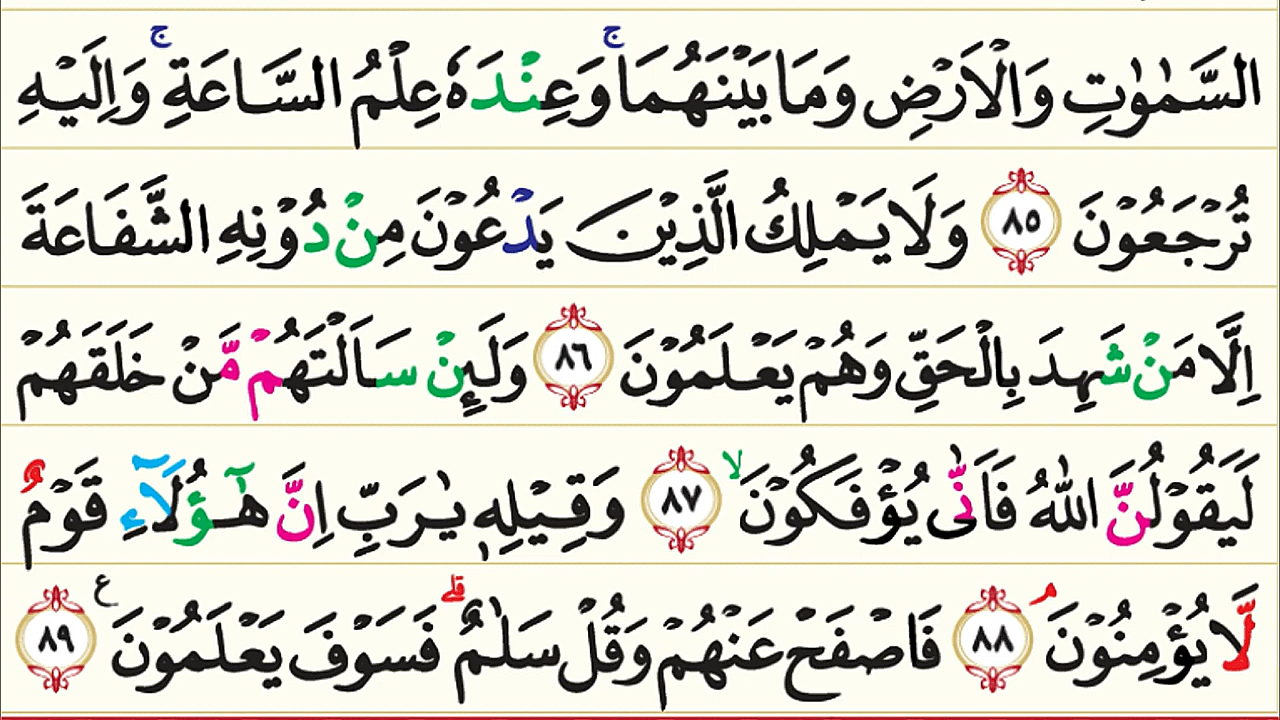 السَّمٰوٰتِ وَالْاَرْضِ وَمَا بَيْنَهُمَا ۚ وَعِنْدَهٗ عِلْمُ السَّاعَةِ ۚ وَاِلَيْهِ
تُرْجَعُوْنَ ٨٥ وَلَا يَمْلِكُ الَّذِيْنَ يَدْعُوْنَ مِنْ دُوْنِهِ الشَّفَاعَةَ
اِلَّا مَنْ شَهِدَ بِالْحَقِّ وَهُمْ يَعْلَمُوْنَ ٨٦ وَلَىِٕنْ سَاَلْتَهُمْ مَّنْ خَلَقَهُمْ
لَيَقُوْلُنَّ اللّٰهُ فَاَنّٰى يُؤْفَكُوْنَ ۙ ٨٧ وَقِيْلِهٖ يٰرَبِّ اِنَّ هٰٓؤُلَآءِ قَوْمٌ
لَّا يُؤْمِنُوْنَ ۘ ٨٨ فَاصْفَحْ عَنْهُمْ وَقُلْ سَلٰمٌ ۗ فَسَوْفَ يَعْلَمُوْنَ ع ٨٩